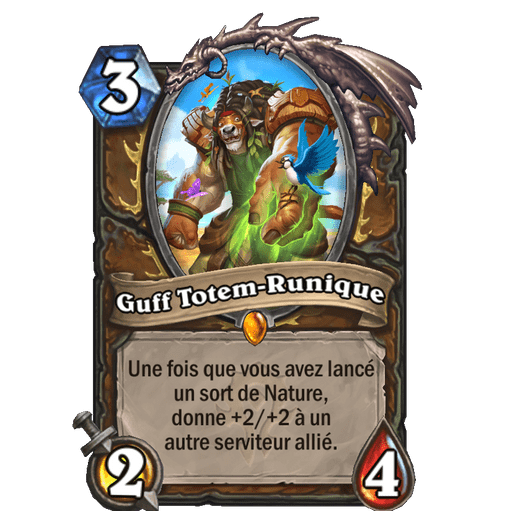 3
Guff Totem-Runique
Une fois que vous avez lancé
un sort de Nature,
donne +2/+2 à un
autre serviteur allié.
2
4